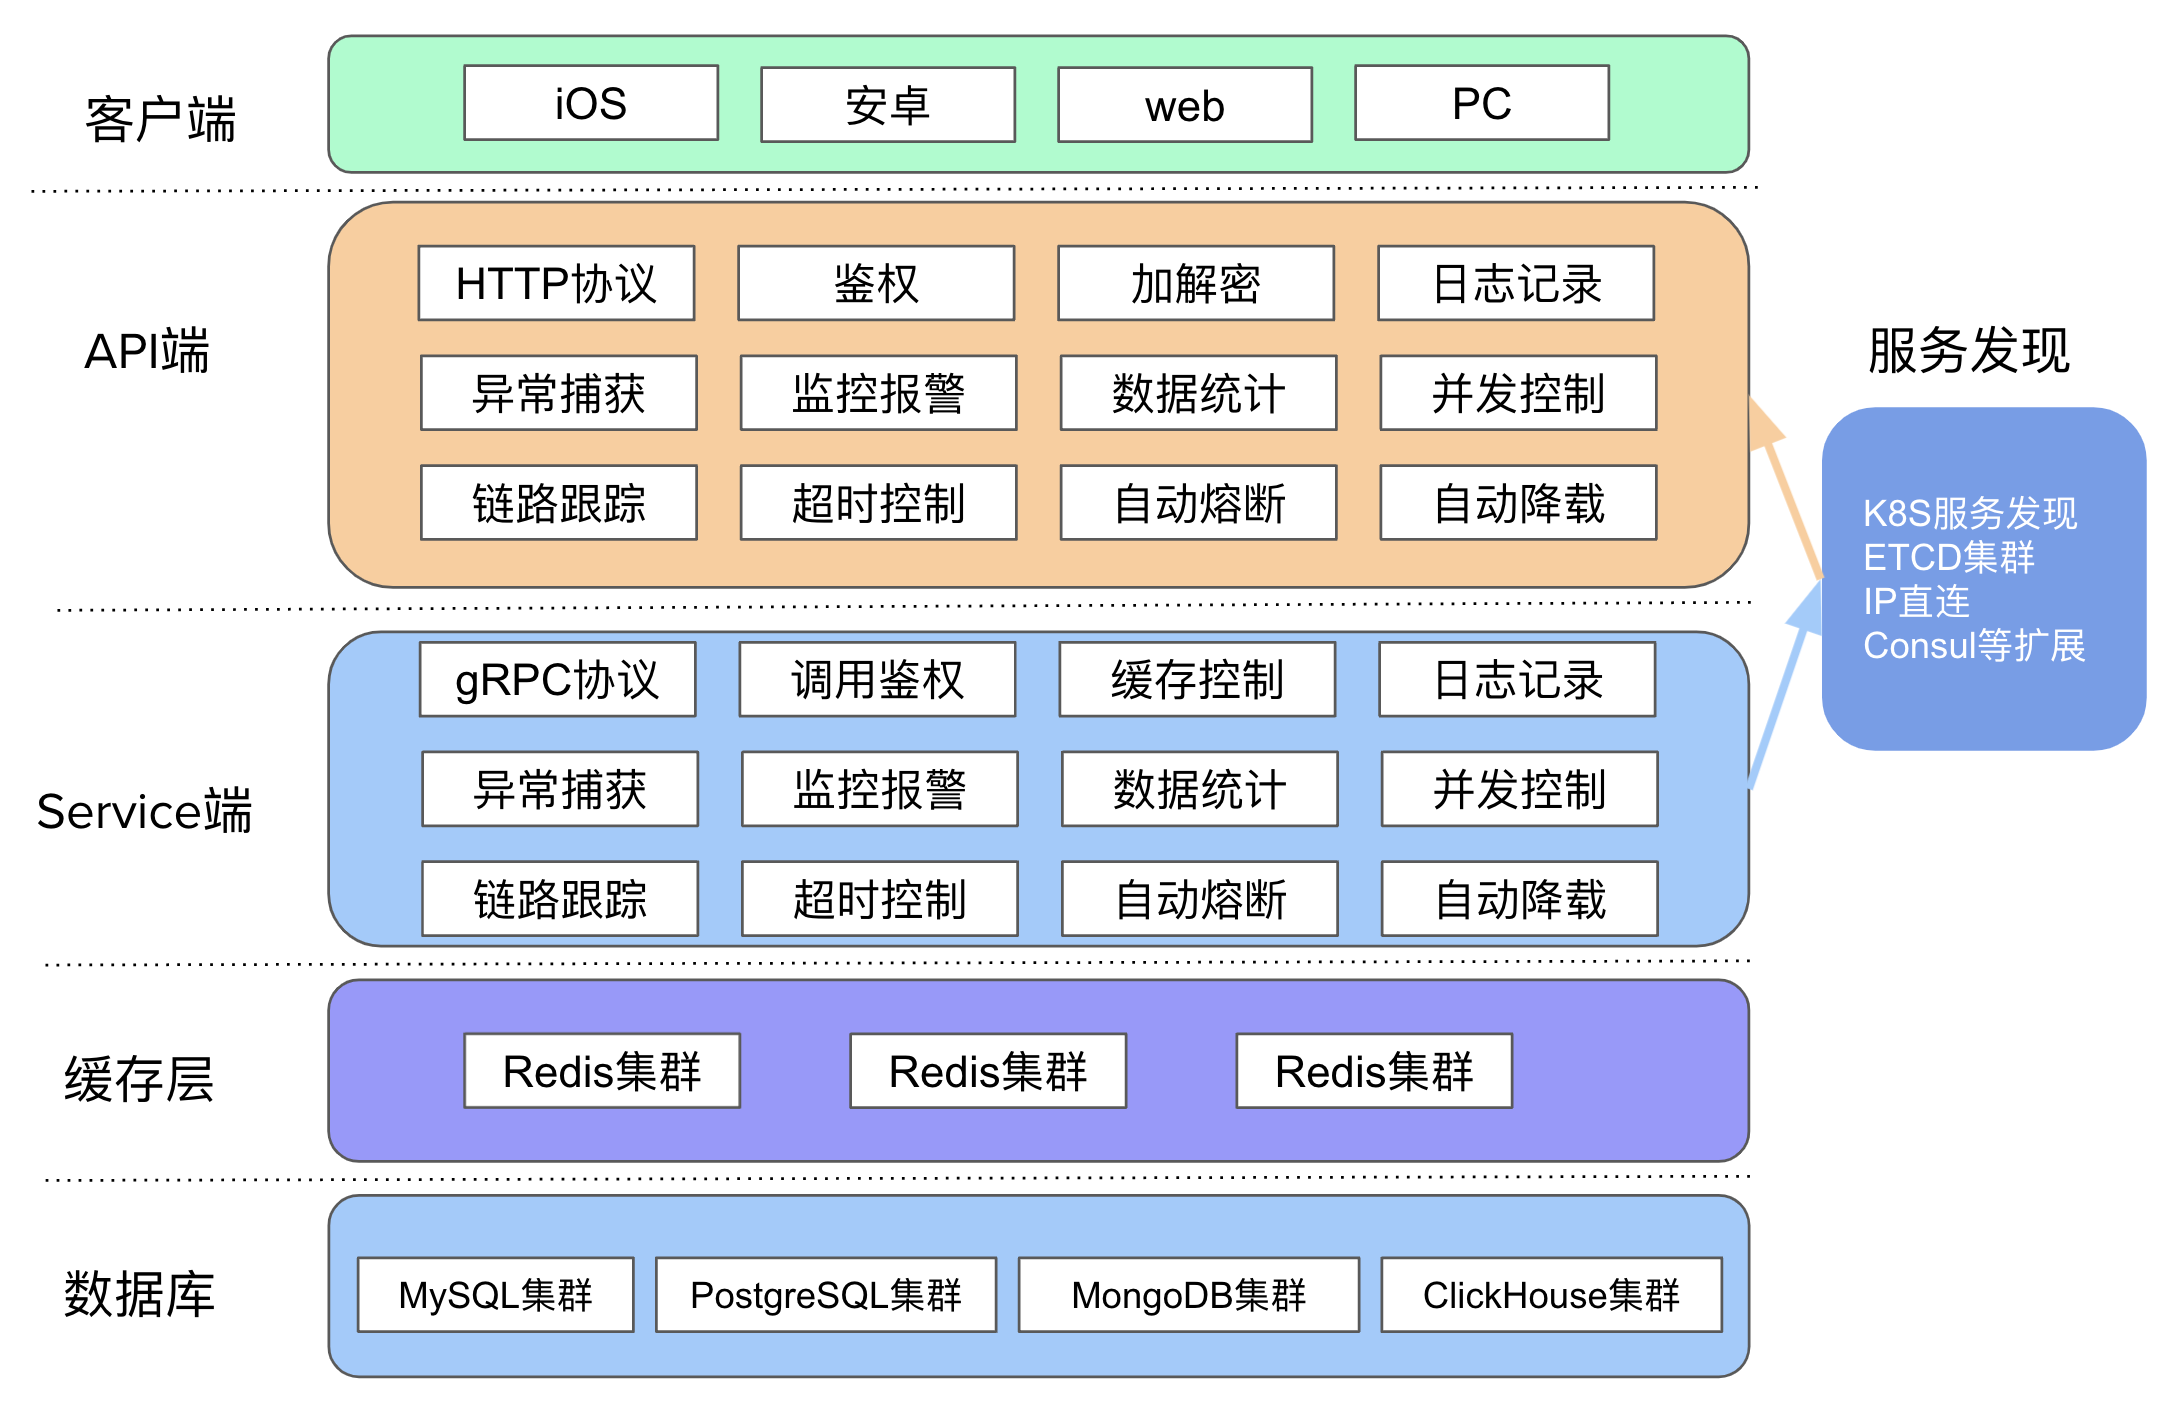 客户端
iOS
安卓
web
PC
API端
HTTP协议
鉴权
加解密
日志记录
异常捕获
监控报警
数据统计
并发控制
链路跟踪
超时控制
自动熔断
自动降载
服务发现
K8S服务发现
ETCD集群
IP直连
Consul等扩展
Service端
gRPC协议
调用鉴权
缓存控制
日志记录
异常捕获
监控报警
数据统计
并发控制
链路跟踪
超时控制
自动熔断
自动降载
缓存层
Redis集群
Redis集群
Redis集群
数据库
MySQL集群
PostgreSQL集群
MongoDB集群
ClickHouse集群